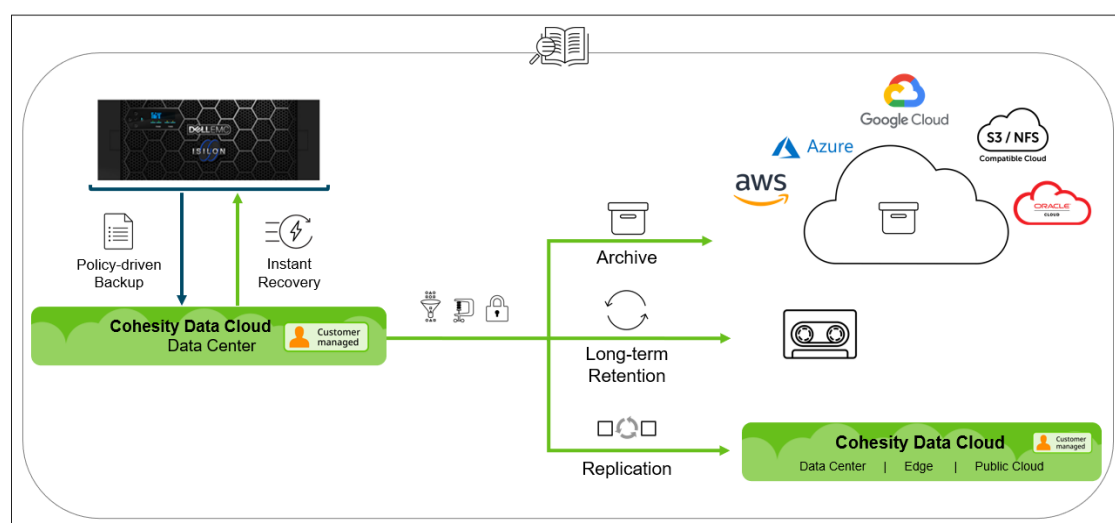 DELLEMC
ISILON
Policy-driven
Backup
Instant
Recovery
Cohesity Data Cloud
Data Center
Customer
managed
Archive
Long-term
Retention
Replication
Google Cloud
Azure
aws
S3 / NFS
Compatible Cloud
ORACLE
CLOUD
Cohesity Data Cloud
Customer
managed
Data Center | Edge | Public Cloud